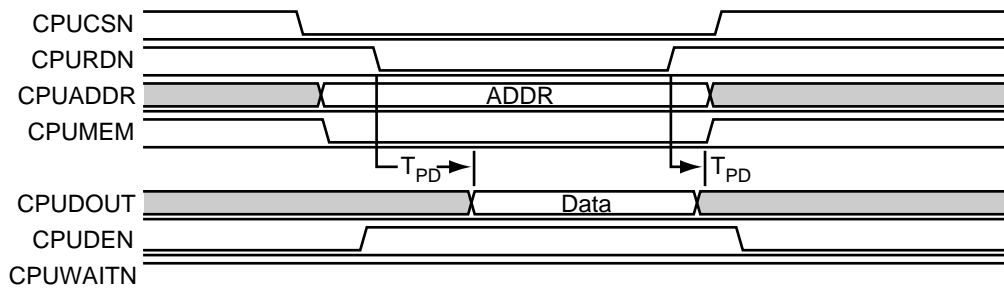 CPUCSN
CPURDN
CPUADDR ADDR
CPUMEM
TPD TPD
CPUDOUT Data
CPUDEN
CPUWAITN